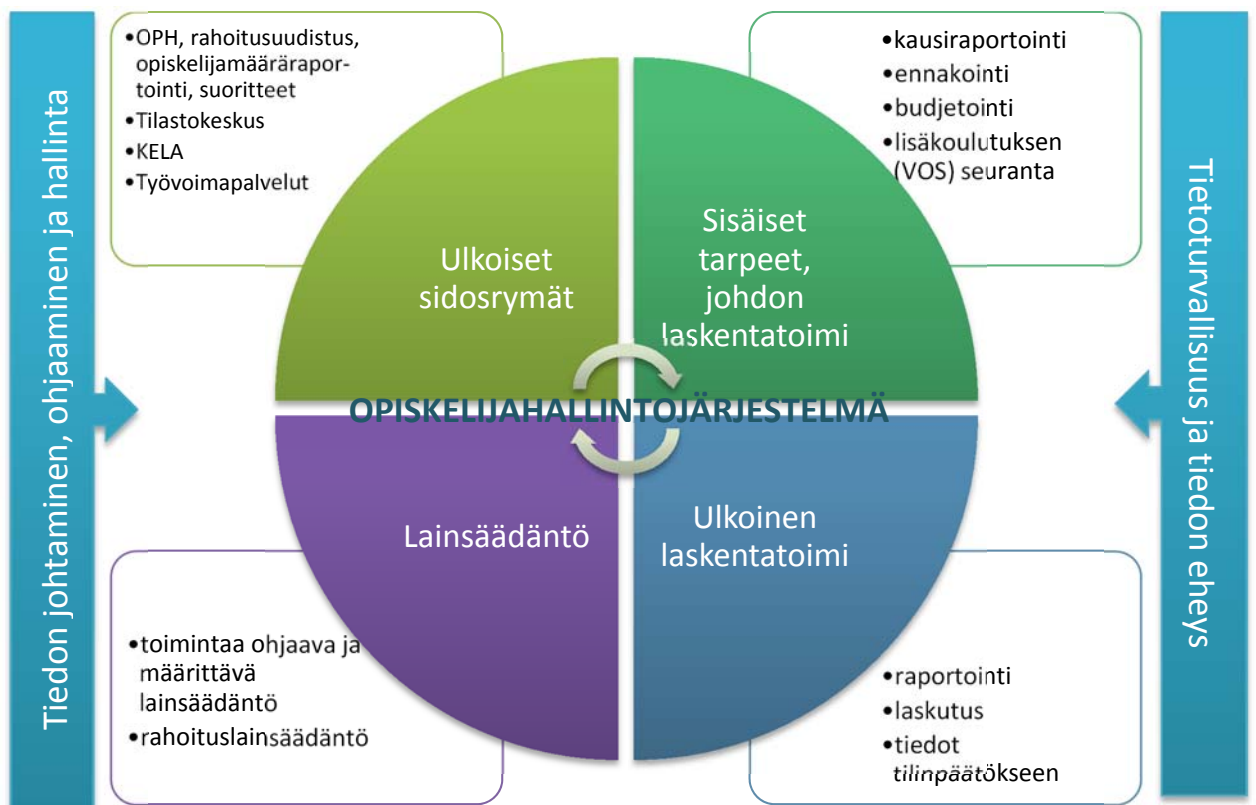 Tiedon johtaminen, ohjaaminen ja hallinta
•OPH, rahoitusuudistus,
opiskelijamäärärapor-
tointi, suoritteet
•Tilastokeskus
•KELA
•Työvoimapalvelut
•kausiraportointi
•ennakointi
•budjetointi
•lisäkoulutuksen
(VOS) seuranta
Ulkoiset
sidosrymät
Sisäiset
tarpeet,
johdon
laskentatoimi
OPISKELIJAHALLINTOJÄRJESTELMÄ
Lainsäädäntö
Ulkoinen
laskentatoimi
•toimintaa ohjaava ja
määrittävä
lainsäädäntö
•rahoituslainsäädäntö
•raportointi
•laskutus
•tiedot
tilinpäätökseen
Tietoturvallisuus ja tiedon eheys